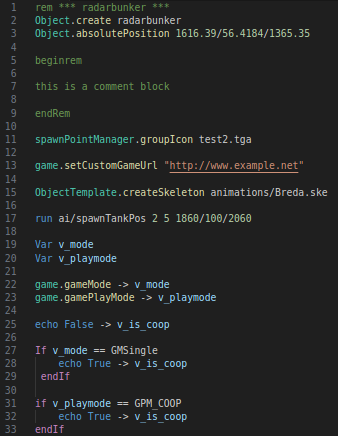 1 rem *** radarbunker ***
2 Object.create radarbunker
3 Object.absolutePosition 1616.39/56.4184/1365.35
4
5 beginrem
6
7 this is a comment block
8
9 endRem
10
11 spawnPointManager.groupIcon test2.tga
12
13 game.setCustomGameUrl "http://www.example.net"
14
15 ObjectTemplate.createSkeleton animations/Breda.ske
16
17 run ai/spawnTankPos 2 5 1860/100/2060
18
19 Var v_mode
20 Var v_playmode
21
22 game.gameMode -> v_mode
23 game.gamePlayMode -> v_playmode
24
25 echo False -> v_is_coop
26
27 If v_mode == GMSingle
28 echo True -> v_is_coop
29 endIf
30
31 if v_playmode == GPM_COOP
32 echo True -> v_is_coop
33 endIf